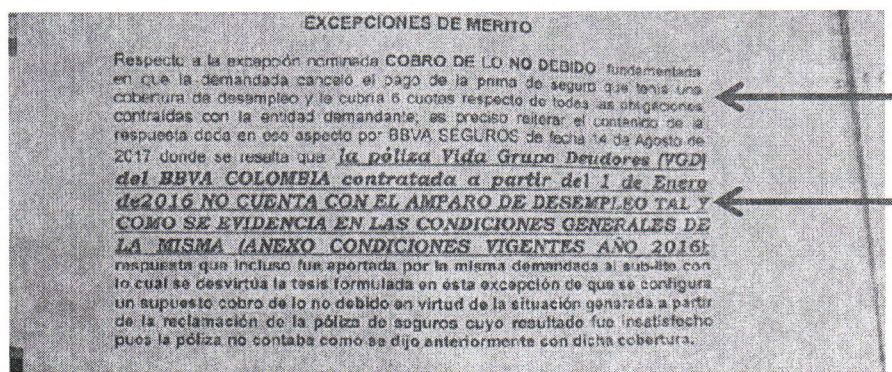 EXCEPCIONES DE MERITO
Respecto a la excepción nominada COBRO DE LO NO DEBIDO fundamentada
en que la demandada canceló el pago de la prima de seguro que tenia una
cobertura de desempleo y le cubría 6 cuotas respecto de todas las obligaciones
contraídas con la entidad demandante, es preciso reiterar el contenido de la
respuesta dada en ese aspecto por BBVA SEGUROS de fecha 14 de Agosto de
2017 donde se resalta que la póliza Vida Grupo Deudores (VGD)
del BBVA COLOMBIA contratada a partir del 1 de Enero
de2016 NO CUENTA CON EL AMPARO DE DESEMPLEO TAL Y
COMO SE EVIDENCIA EN LAS CONDICIONES GENERALES DE
LA MISMA (ANEXO CONDICIONES VIGENTES AÑO 2016);
respuesta que incluso fue aportada por la misma demandada al sub-lite con
lo cual se desvirtúa la tesis formulada en ésta excepción de que se configura
un supuesto cobro de lo no debido en virtud de la situación generada a partir
de la reclamación de la póliza de seguros cuyo resultado fue insatisfecho
pues la póliza no contaba como se dijo anteriormente con dicha cobertura.